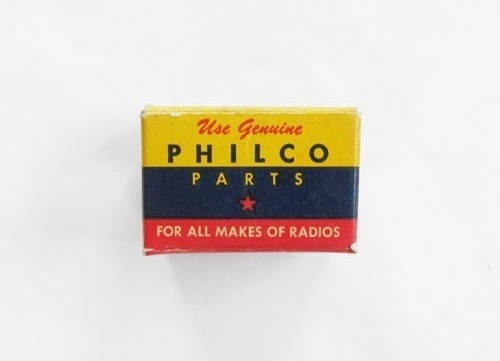 Use Genuine
PHILCO
PARTS
FOR ALL MAKES OF RADIOS